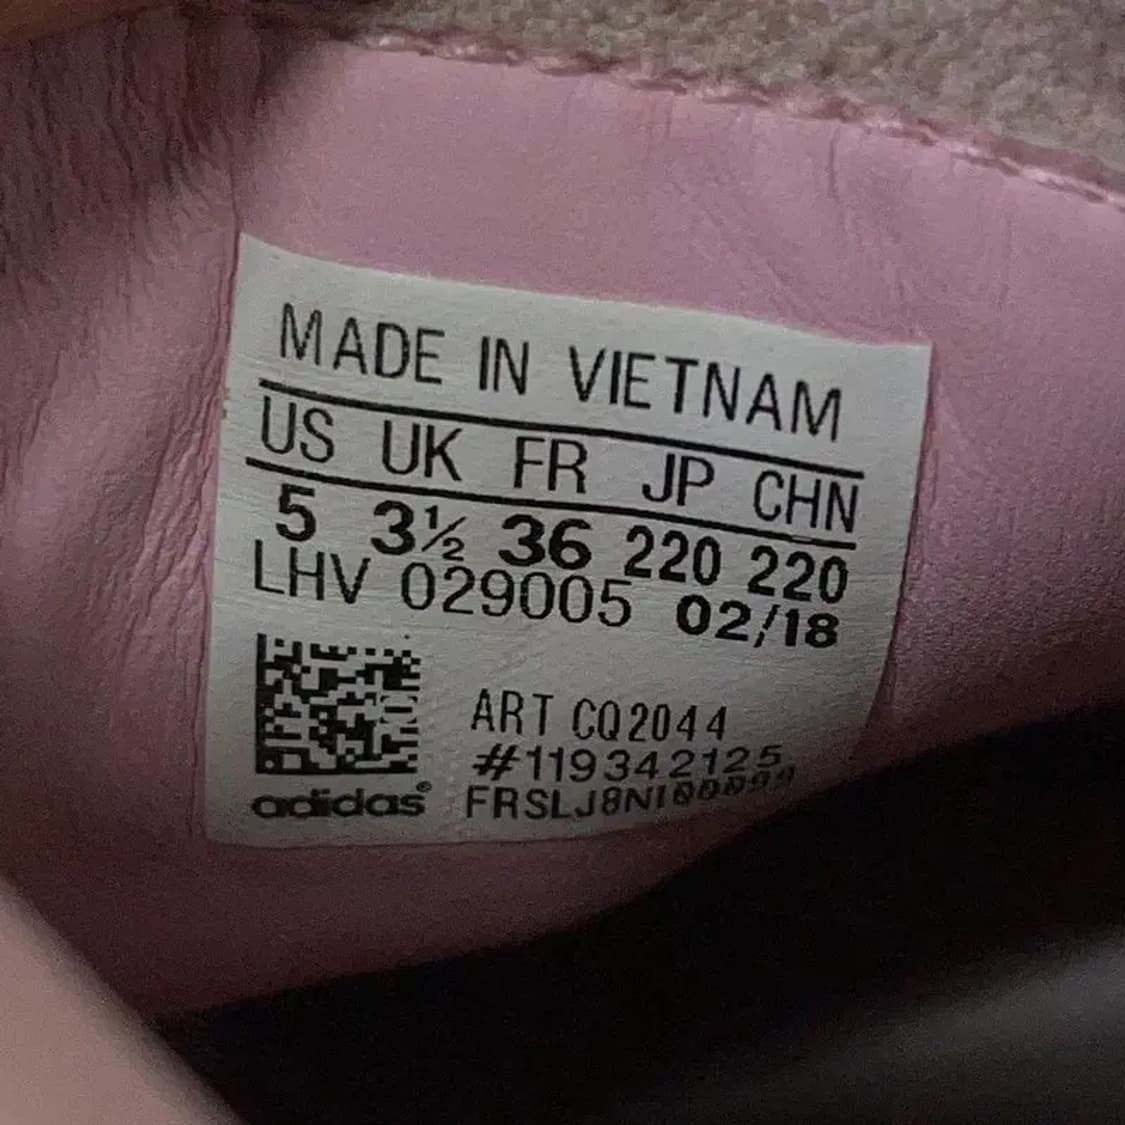 MADE IN VIETNAM
US UK FR JP CHN
5 3½ 36 220 220
LHV 029005 02/18
ART CQ2044
#119342125
adidas®